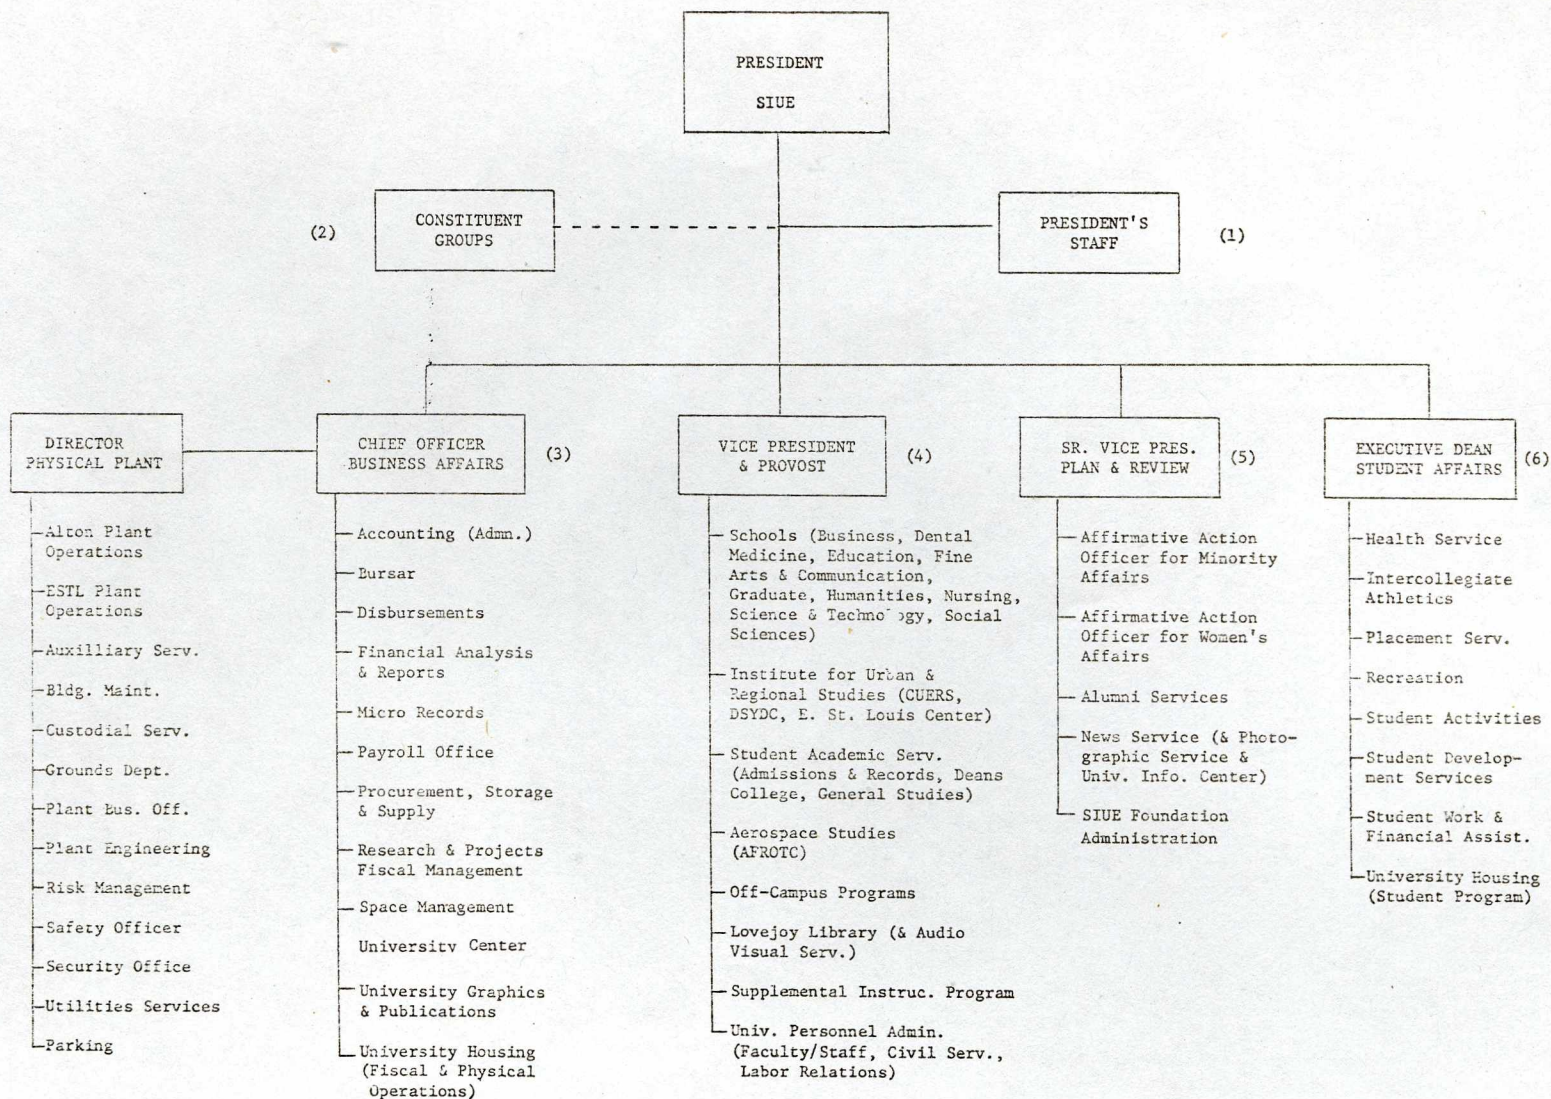 PRESIDENT
SIUE
(2)
CONSTITUENT
GROUPS
PRESIDENT'S
STAFF
(1)
DIRECTOR
PHYSICAL PLANT
Alton Plant
Operations
ESTL Plant
Operations
Auxilliary Serv.
Bldg. Maint.
Custodial Serv.
Grounds Dept.
Plant Bus. Off.
Plant Engineering
Risk Management
Safety Officer
Security Office
Utilities Services
Parking
CHIEF OFFICER
BUSINESS AFFAIRS
(3)
Accounting (Admn.)
Bursar
Disbursements
Financial Analysis
& Reports
Micro Records
Payroll Office
Procurement, Storage
& Supply
Research & Projects
Fiscal Management
Space Management
University Center
University Graphics
& Publications
University Housing
(Fiscal & Physical
Operations)
VICE PRESIDENT
& PROVOST
(4)
Schools (Business, Dental
Medicine, Education, Fine
Arts & Communication,
Graduate, Humanities, Nursing,
Science & Technology, Social
Sciences)
Institute for Urban &
Regional Studies (CUERS,
DSYDC, E. St. Louis Center)
Student Academic Serv.
(Admissions & Records, Deans
College, General Studies)
Aerospace Studies
(AFROTC)
Off-Campus Programs
Lovejoy Library (& Audio
Visual Serv.)
Supplemental Instruc. Program
Univ. Personnel Admin.
(Faculty/Staff, Civil Serv.,
Labor Relations)
SR. VICE PRES.
PLAN & REVIEW
(5)
Affirmative Action
Officer for Minority
Affairs
Affirmative Action
Officer for Women's
Affairs
Alumni Services
News Service (& Photo-
graphic Service &
Univ. Info. Center)
SIUE Foundation
Administration
EXECUTIVE DEAN
STUDENT AFFAIRS
(6)
Health Service
Intercollegiate
Athletics
Placement Serv.
Recreation
Student Activities
Student Develop-
ment Services
Student Work &
Financial Assist.
University Housing
(Student Program)